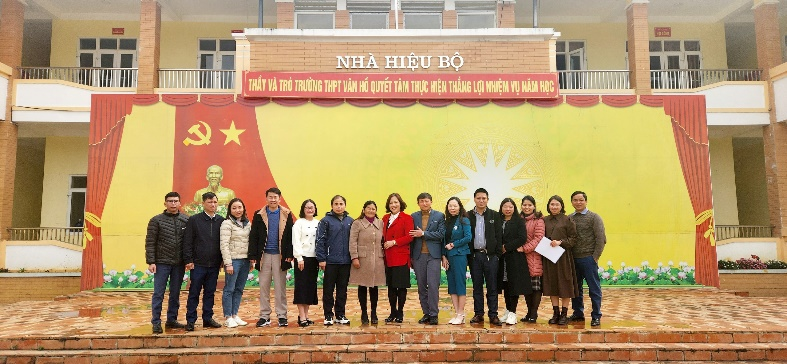 NHÀ HIỆU BỘ
THẦY VÀ TRÒ TRƯỜNG THPT VÂN HỒ QUYẾT TÂM THỰC HIỆN THẮNG LỢI NHIỆM VỤ NĂM HỌC